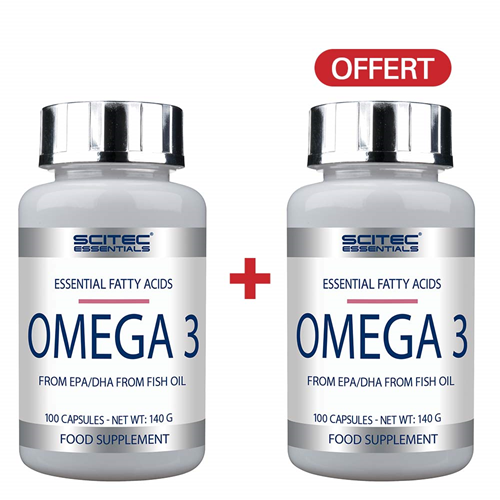 OFFERT
SCITEC
ESSENTIALS
ESSENTIAL FATTY ACIDS
OMEGA 3
FROM EPA/DHA FROM FISH OIL
100 CAPSULES - NET WT: 140 G
FOOD SUPPLEMENT
+
SCITEC
ESSENTIALS
ESSENTIAL FATTY ACIDS
OMEGA 3
FROM EPA/DHA FROM FISH OIL
100 CAPSULES - NET WT: 140 G
FOOD SUPPLEMENT